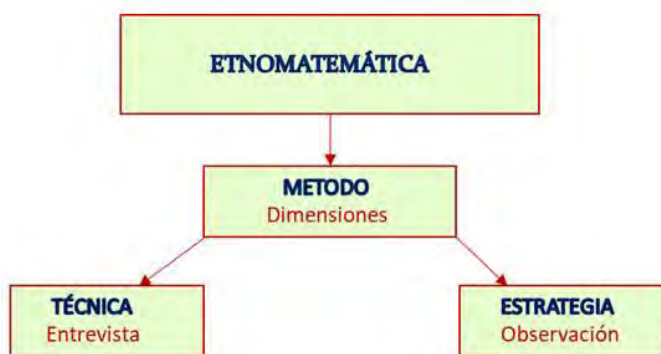 ETNOMATEMÁTICA
METODO
Dimensiones
TÉCNICA
Entrevista
ESTRATEGIA
Observación